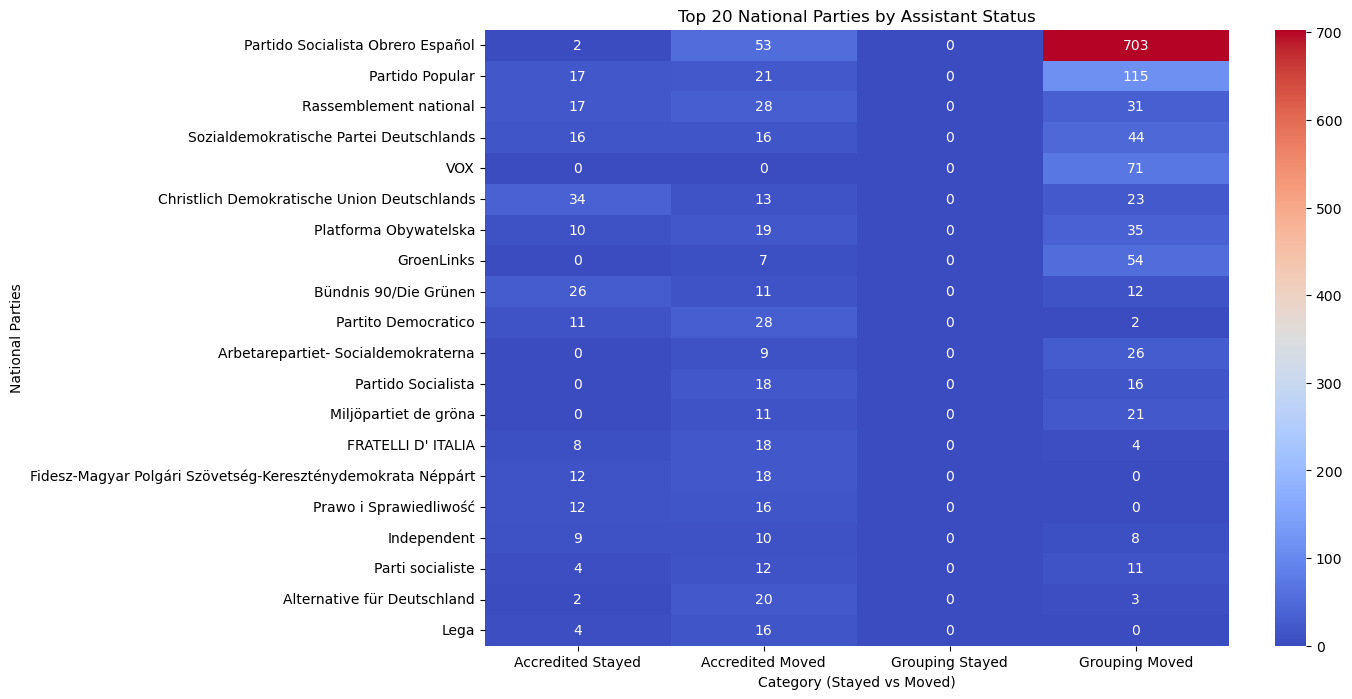 Top 20 National Parties by Assistant Status
National Parties
Partido Socialista Obrero Español 2 53 0 703
Partido Popular 17 21 0 115
Rassemblement national 17 28 0 31
Sozialdemokratische Partei Deutschlands 16 16 0 44
VOX 0 0 0 71
Christlich Demokratische Union Deutschlands 34 13 0 23
Platforma Obywatelska 10 19 0 35
GroenLinks 0 7 0 54
Bündnis 90/Die Grünen 26 11 0 12
Partito Democratico 11 28 0 2
Arbetarepartiet- Socialdemokraterna 0 9 0 26
Partido Socialista 0 18 0 16
Miljöpartiet de gröna 0 11 0 21
FRATELLI D' ITALIA 8 18 0 4
Fidesz-Magyar Polgári Szövetség-Kereszténydemokrata Néppárt 12 18 0 0
Prawo i Sprawiedliwość 12 16 0 0
Independent 9 10 0 8
Parti socialiste 4 12 0 11
Alternative für Deutschland 2 20 0 3
Lega 4 16 0 0
Accredited Stayed Accredited Moved Grouping Stayed Grouping Moved
Category (Stayed vs Moved)
700
600
500
400
300
200
100
0